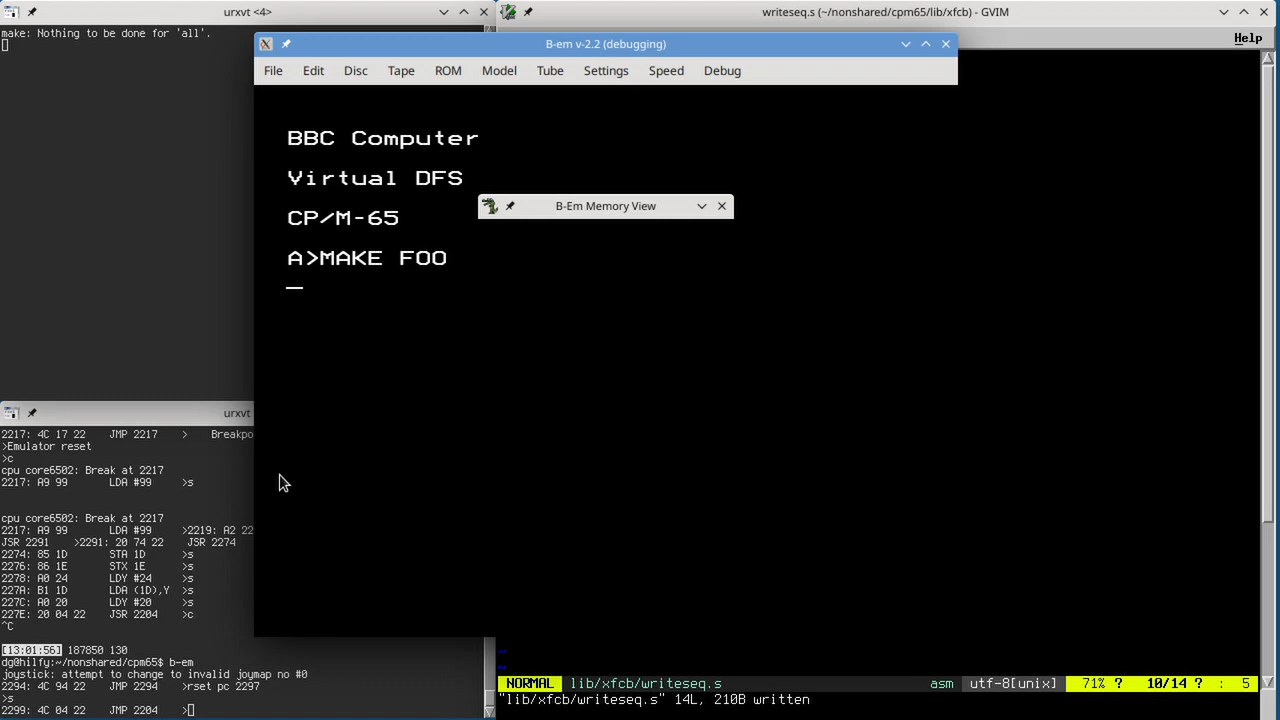 urxvt <4>
make: Nothing to be done for 'all'.
writeseq.s (~/nonshared/cpm65/lib/xfcb) - GVIM
Help
B-em v-2.2 (debugging)
File Edit Disc Tape ROM Model Tube Settings Speed Debug
BBC Computer
Virtual DFS
B-Em Memory View
CP/M-65
A>MAKE FOO
urxvt
2217: 4C 17 22 JMP 2217 > Breakpo
>Emulator reset
>c
cpu core6502: Break at 2217
2217: A9 99 LDA #99 >s
cpu core6502: Break at 2217
2217: A9 99 LDA #99 >2219: A2 22
JSR 2291 >2291: 20 74 22 JSR 2274
2274: 85 1D STA 1D >s
2276: 86 1E STX 1E >s
2278: A0 24 LDY #24 >s
227A: B1 1D LDA (1D),Y >s
227C: A0 20 LDY #20 >s
227E: 20 04 22 JSR 2204 >c
^C
[13:01:56] 187850 130
dg@hilfy:~/nonshared/cpm65$ b-em
joystick: attempt to change to invalid joymap no #0
2294: 4C 94 22 JMP 2294 >rset pc 2297
>s
2299: 4C 04 22 JMP 2204 >
~
~
NORMAL lib/xfcb/writeseq.s asm utf-8[unix] 71% ? 10/14 ? : 5
"lib/xfcb/writeseq.s" 14L, 210B written